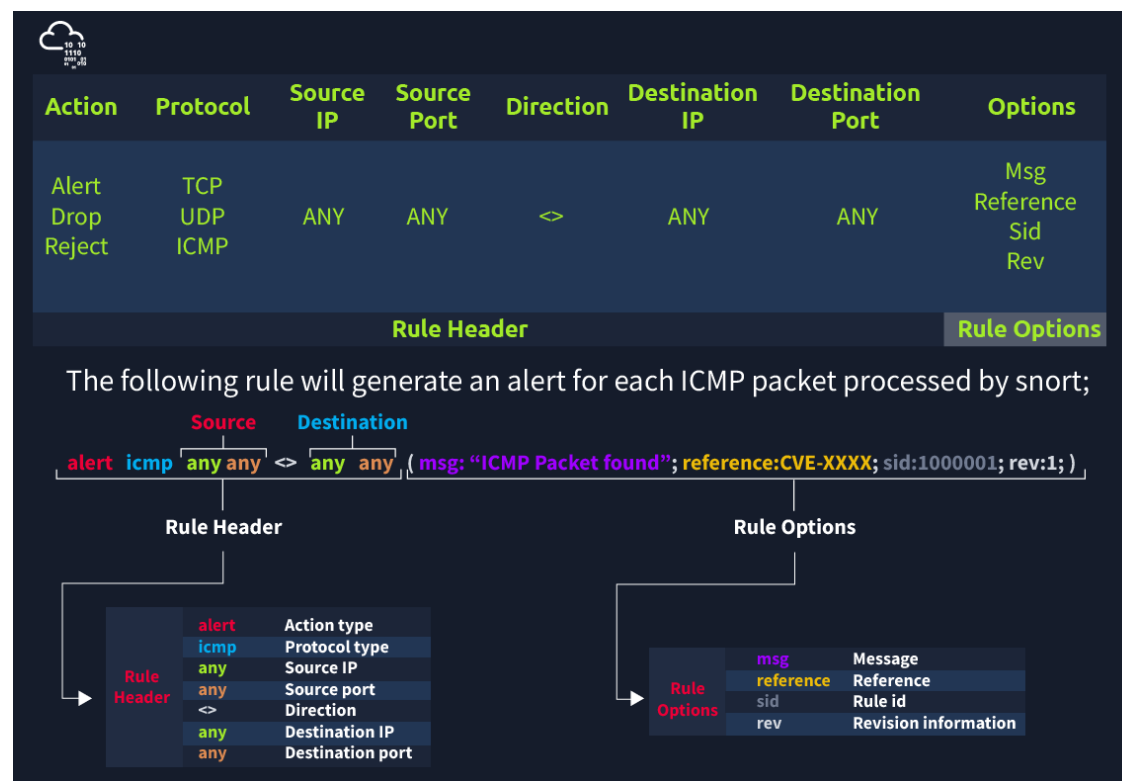 10 10
1110
0101 01
Action Protocol Source IP Source Port Direction Destination IP Destination Port Options
Alert
Drop
Reject
TCP
UDP
ICMP
ANY
ANY
<>
ANY
ANY
Msg
Reference
Sid
Rev
Rule Header
Rule Options
The following rule will generate an alert for each ICMP packet processed by snort;
Source Destination
alert icmp any any <> any any ( msg: “ICMP Packet found”; reference:CVE-XXXX; sid:1000001; rev:1; )
Rule Header
Rule Options
Rule
Header
alert Action type
icmp Protocol type
any Source IP
any Source port
<> Direction
any Destination IP
any Destination port
Rule
Options
msg Message
reference Reference
sid Rule id
rev Revision information